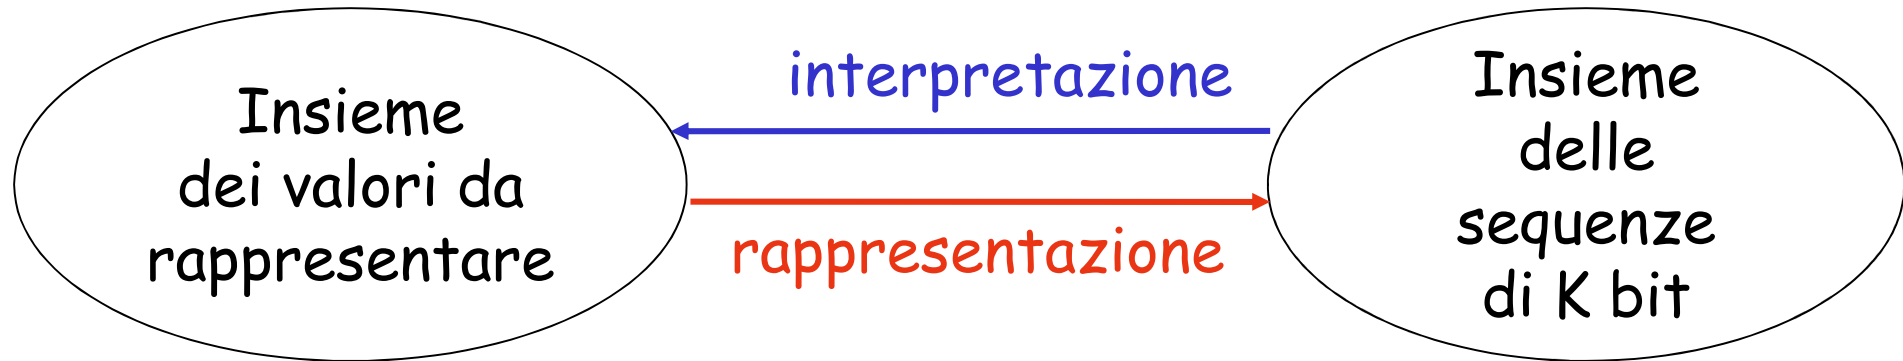 Insieme
dei valori da
rappresentare
interpretazione
rappresentazione
Insieme
delle
sequenze
di K bit